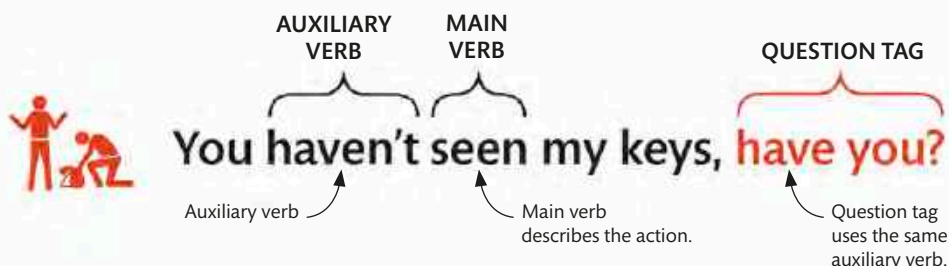 AUXILIARY VERB
MAIN VERB
QUESTION TAG
You haven't seen my keys, have you?
Auxiliary verb
Main verb
describes the action.
Question tag
uses the same
auxiliary verb.